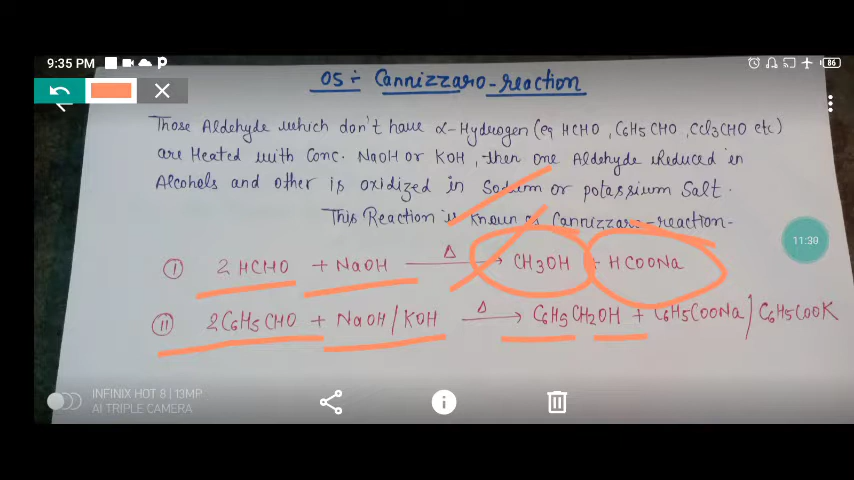 9:35 PM
86
05 ÷ Cannizzaro-reaction
Those Aldehyde which don't have α-Hydrogen (eg HCHO, C6H5CHO, CCl3CHO etc)
are Heated with Conc. NaOH or KOH, then one Aldehyde Reduced in
Alcohols and other is oxidized in Sodium or potassium Salt.
This Reaction is known as Cannizzaro-reaction-
11:30
(I) 2 HCHO + NaOH —Δ→ CH3OH + HCOONa
(II) 2C6H5CHO + NaOH/KOH —Δ→ C6H5CH2OH + C6H5COONa/C6H5COOK
INFINIX HOT 8 | 13MP
AI TRIPLE CAMERA